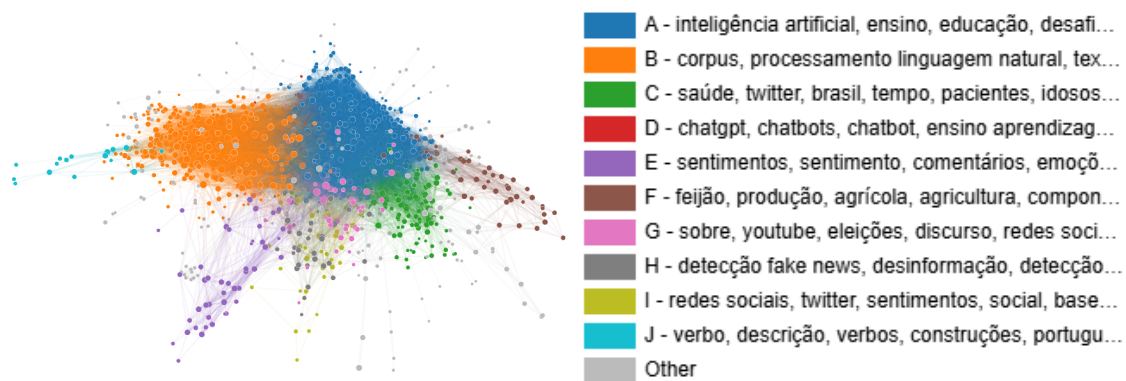 A - inteligência artificial, ensino, educação, desafi...
B - corpus, processamento linguagem natural, tex...
C - saúde, twitter, brasil, tempo, pacientes, idosos...
D - chatgpt, chatbots, chatbot, ensino aprendizag...
E - sentimentos, sentimento, comentários, emoçõ...
F - feijão, produção, agrícola, agricultura, compon...
G - sobre, youtube, eleições, discurso, redes soci...
H - detecção fake news, desinformação, detecção...
I - redes sociais, twitter, sentimentos, social, base...
J - verbo, descrição, verbos, construções, portugu...
Other